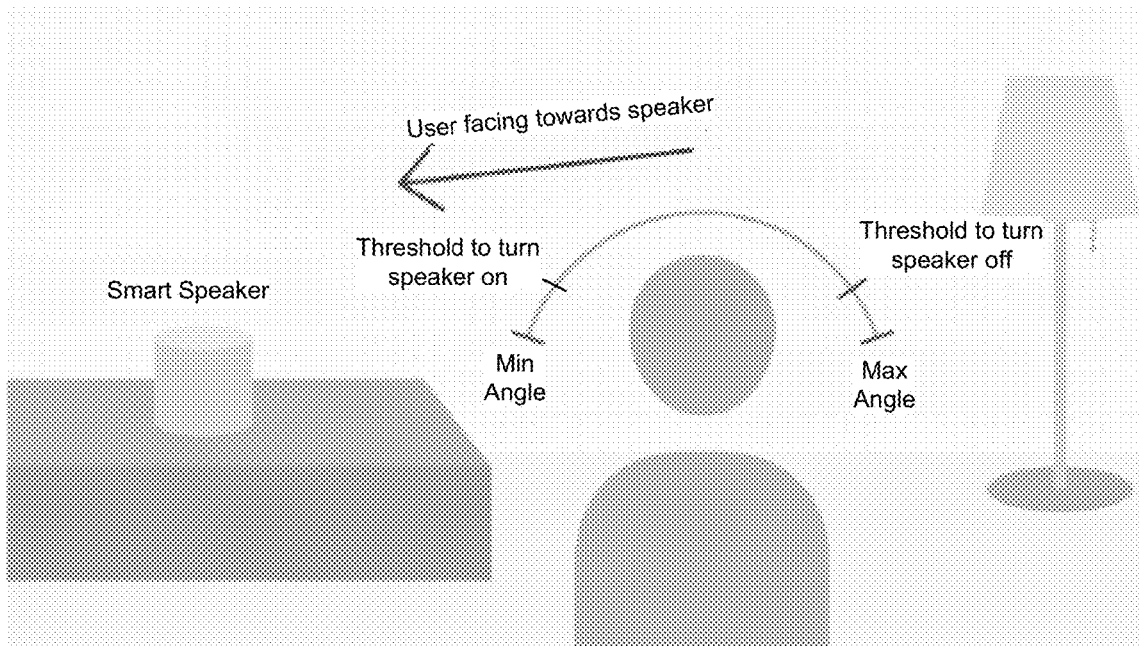 User facing towards speaker
Threshold to turn
speaker on
Threshold to turn
speaker off
Smart Speaker
Min
Angle
Max
Angle